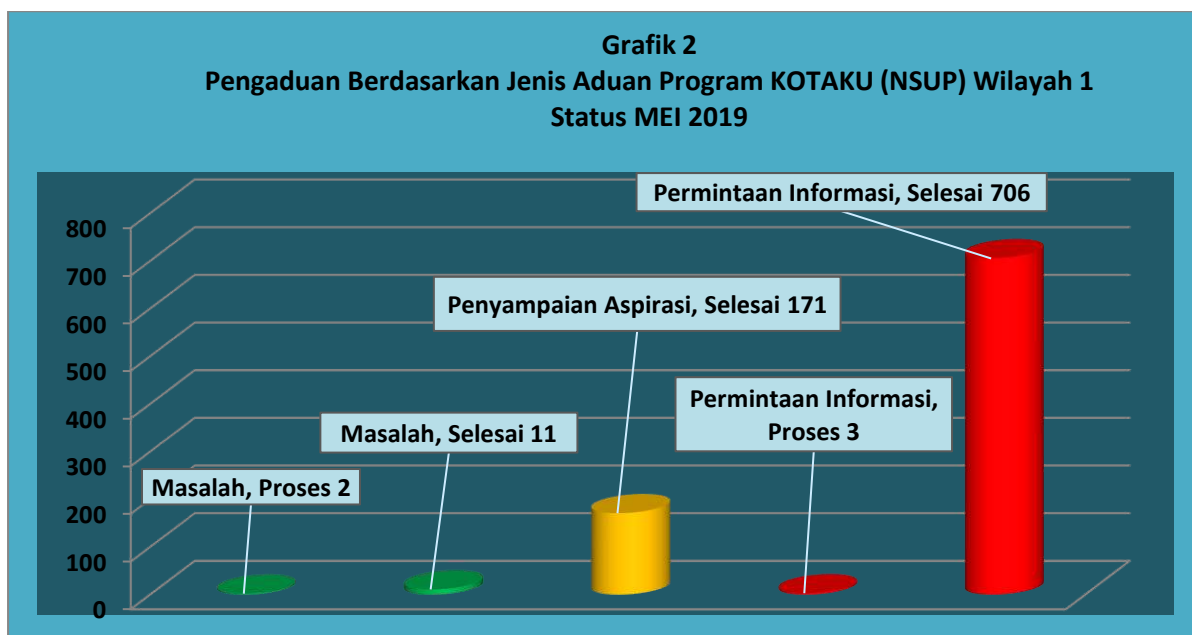 Grafik 2
Pengaduan Berdasarkan Jenis Aduan Program KOTAKU (NSUP) Wilayah 1
Status MEI 2019
Permintaan Informasi, Selesai 706
Penyampaian Aspirasi, Selesai 171
Permintaan Informasi,
Proses 3
Masalah, Selesai 11
Masalah, Proses 2
800
700
600
500
400
300
200
100
0